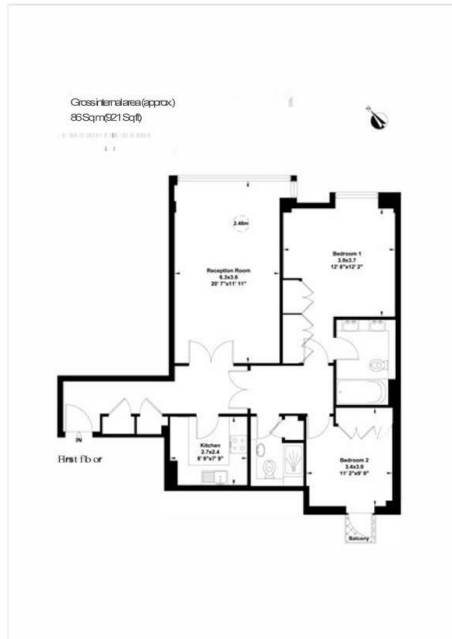 Gross internal area (approx.)
86 Sq m (921 Sq ft)
2.48m
Reception Room
6.3x3.6
20' 7"x11' 11"
Bedroom 1
3.9x3.7
12' 8"x12' 2"
IN
First floor
Kitchen
2.7x2.4
8' 9"x7' 9"
Bedroom 2
3.4x3.0
11' 2"x9' 9"
Balcony